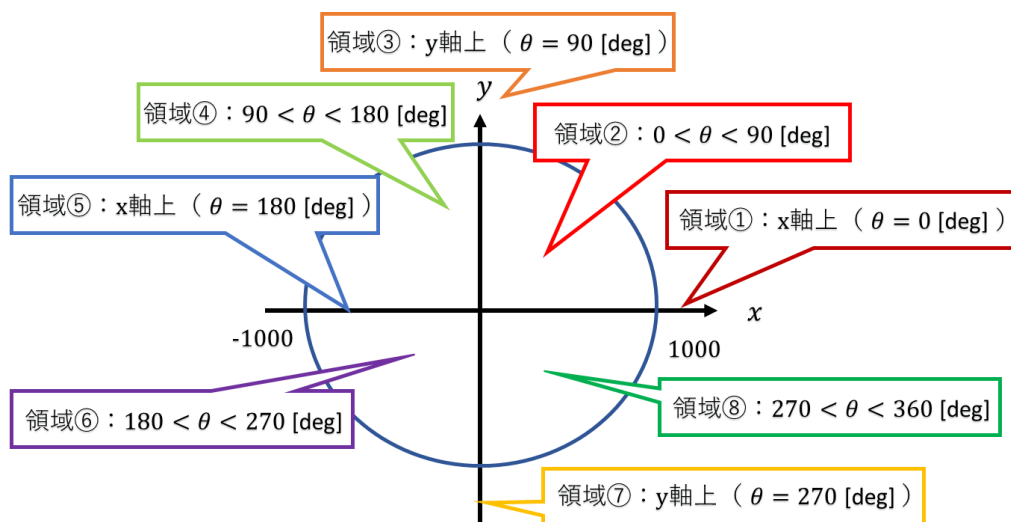 領域③：y軸上（ θ = 90 [deg] ）
y
領域④：90 < θ < 180 [deg]
領域②：0 < θ < 90 [deg]
領域⑤：x軸上（ θ = 180 [deg] ）
領域①：x軸上（ θ = 0 [deg] ）
x
-1000
1000
領域⑥：180 < θ < 270 [deg]
領域⑧：270 < θ < 360 [deg]
領域⑦：y軸上（ θ = 270 [deg] ）